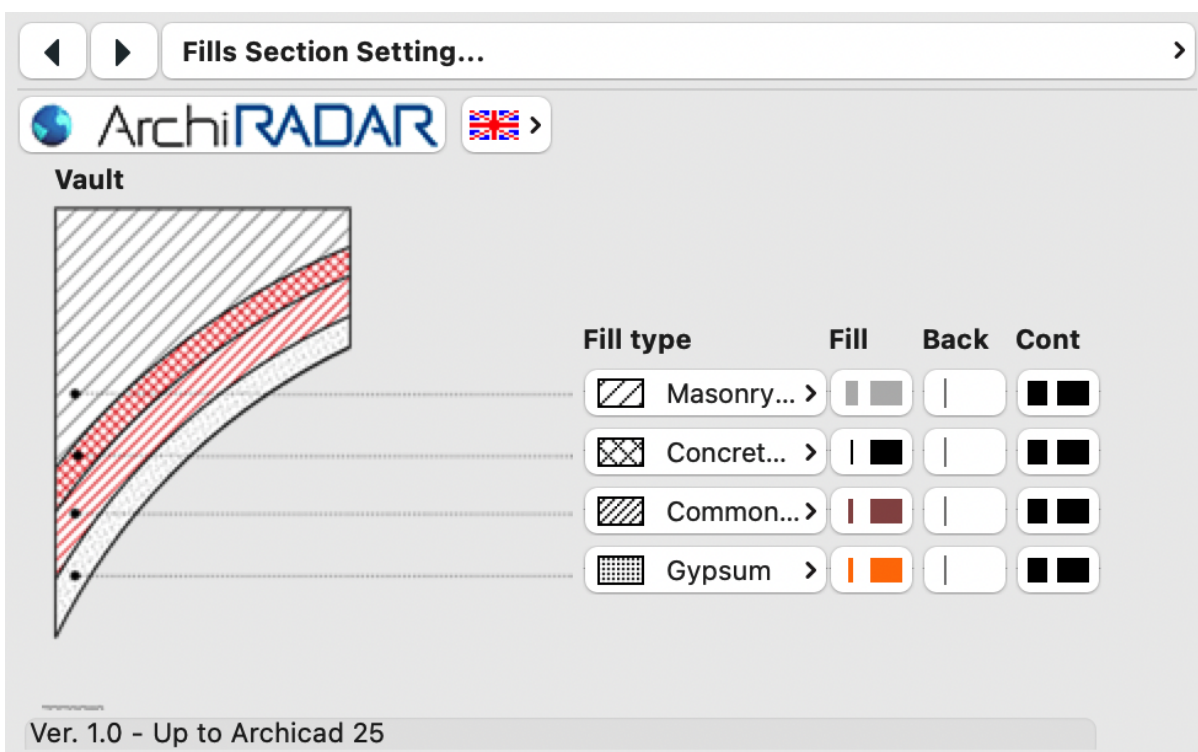 Fills Section Setting...
ArchiRADAR
Vault
Fill type Fill Back Cont
Masonry...
Concret...
Common...
Gypsum
Ver. 1.0 - Up to Archicad 25